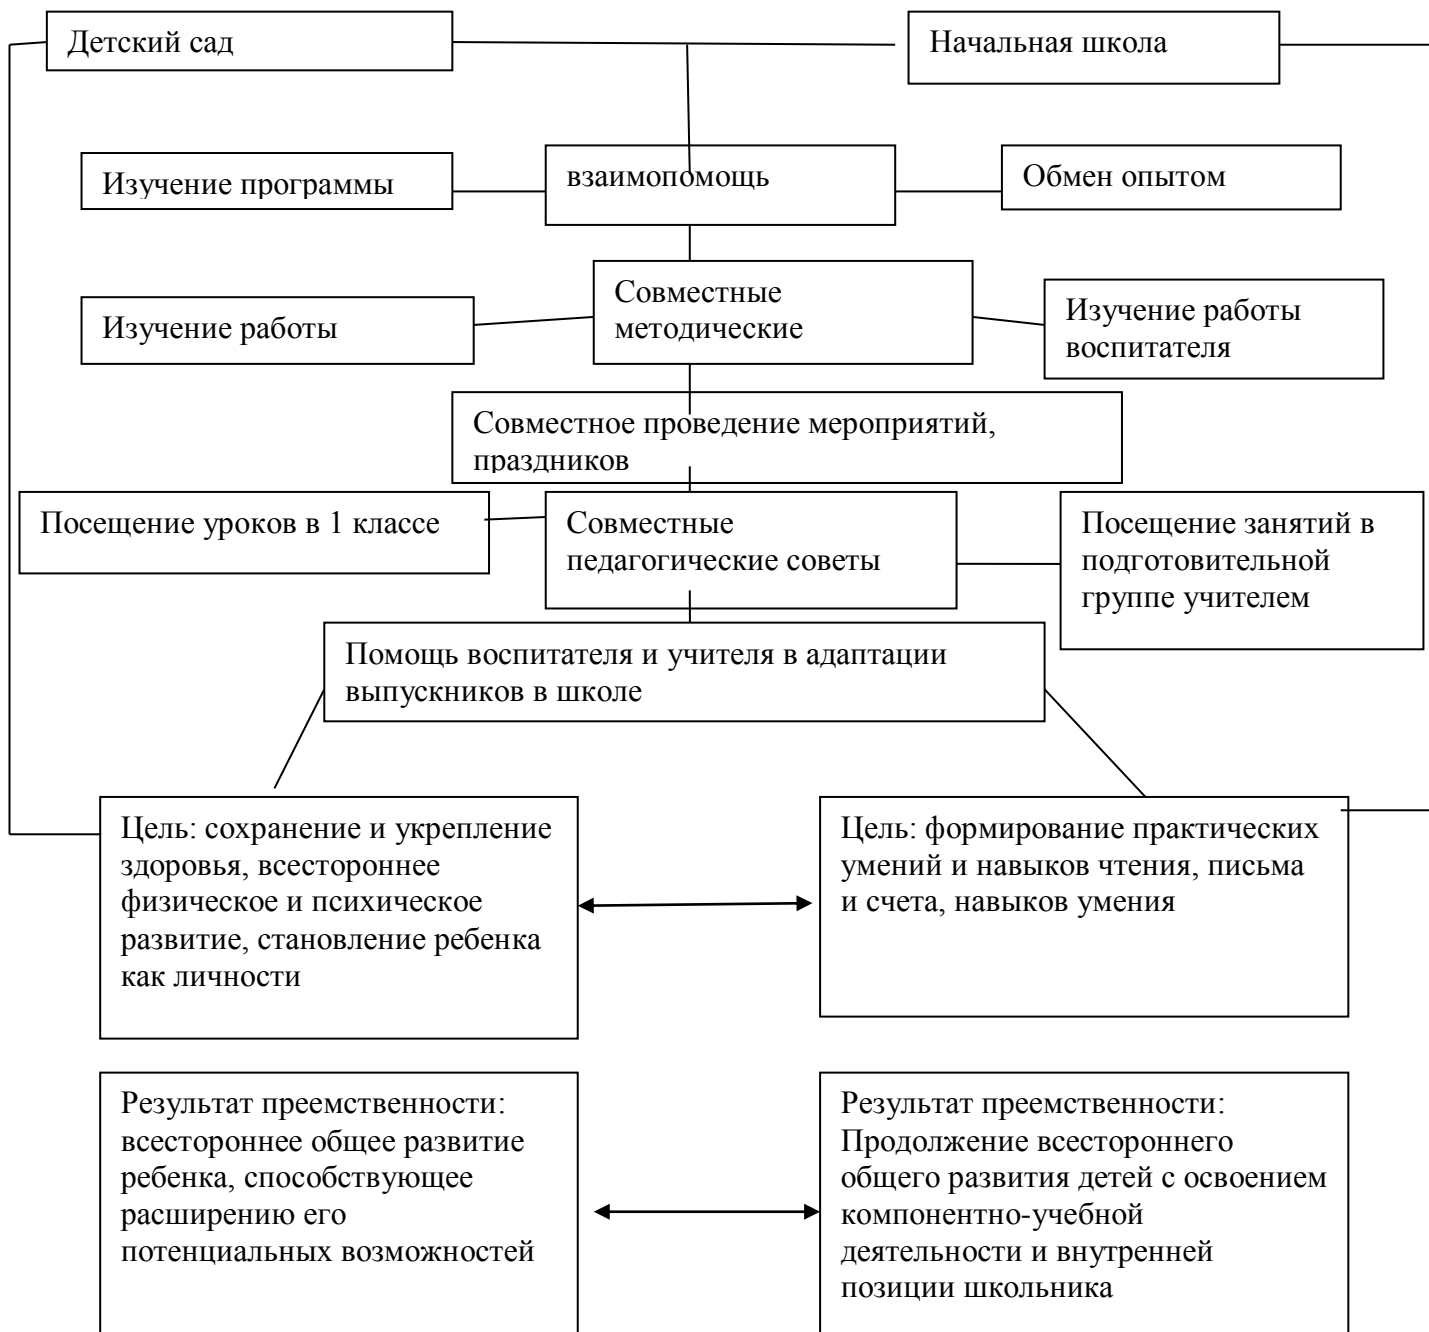 Детский сад
Начальная школа
Изучение программы
взаимопомощь
Обмен опытом
Изучение работы
Совместные
методические
Изучение работы
воспитателя
Совместное проведение мероприятий,
праздников
Посещение уроков в 1 классе
Совместные
педагогические советы
Посещение занятий в
подготовительной
группе учителем
Помощь воспитателя и учителя в адаптации
выпускников в школе
Цель: сохранение и укрепление
здоровья, всестороннее
физическое и психическое
развитие, становление ребенка
как личности
Цель: формирование практических
умений и навыков чтения, письма
и счета, навыков умения
Результат преемственности:
всестороннее общее развитие
ребенка, способствующее
расширению его
потенциальных возможностей
Результат преемственности:
Продолжение всестороннего
общего развития детей с освоением
компонентно-учебной
деятельности и внутренней
позиции школьника